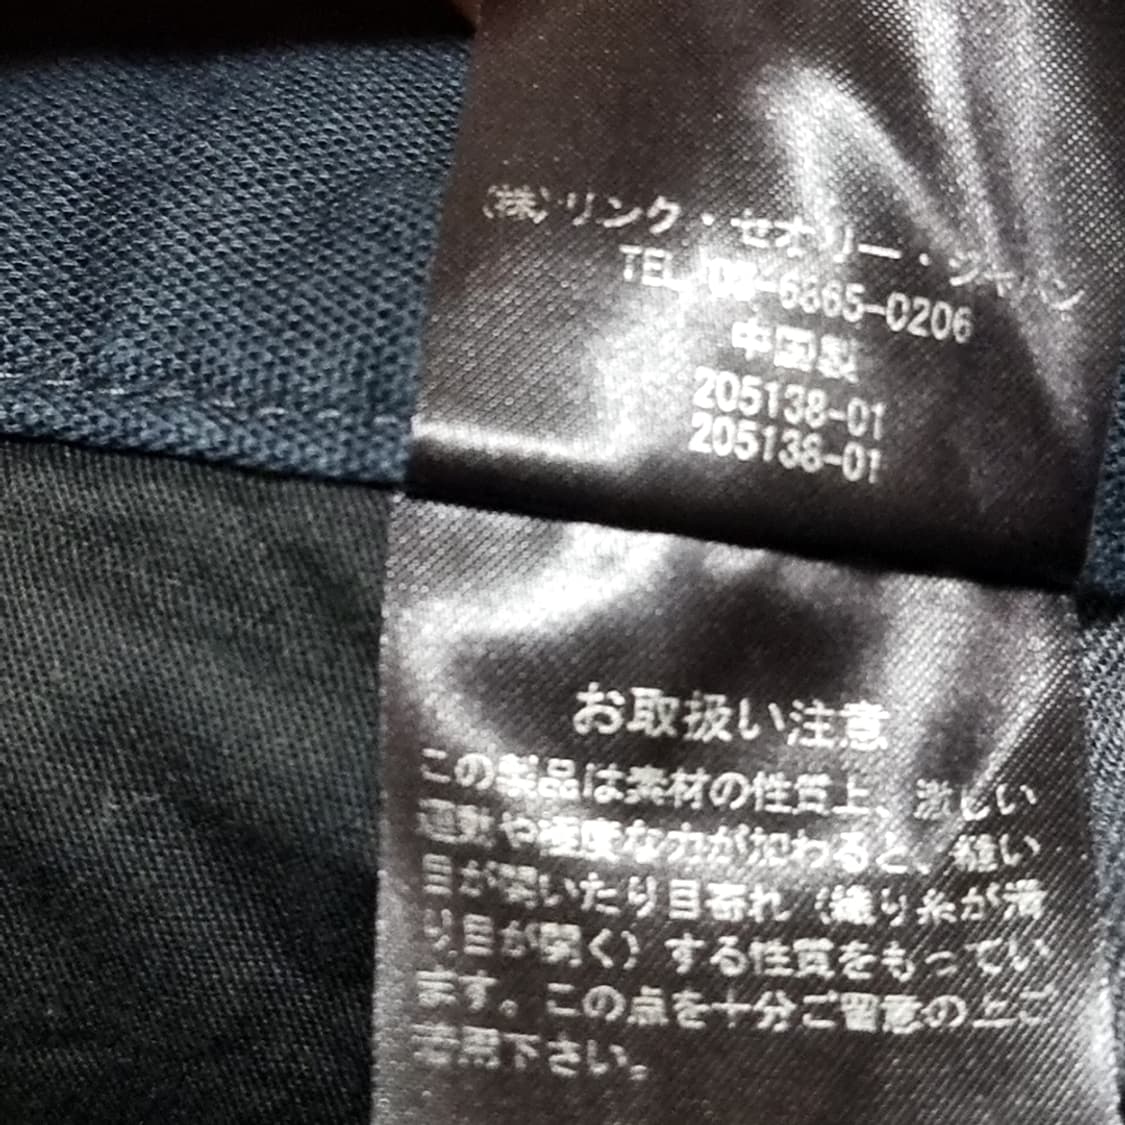 (株)リンク・セオリー・ジャパン
TEL 03-6865-0206
中国製
205138-01
205138-01
お取扱い注意
この製品は素材の性質上、激しい
運動や極度な力が加わると、縫い
目が開いたり目寄れ(織り糸が滑
り目が開く)する性質をもってい
ます。この点を十分ご留意の上ご
着用下さい。